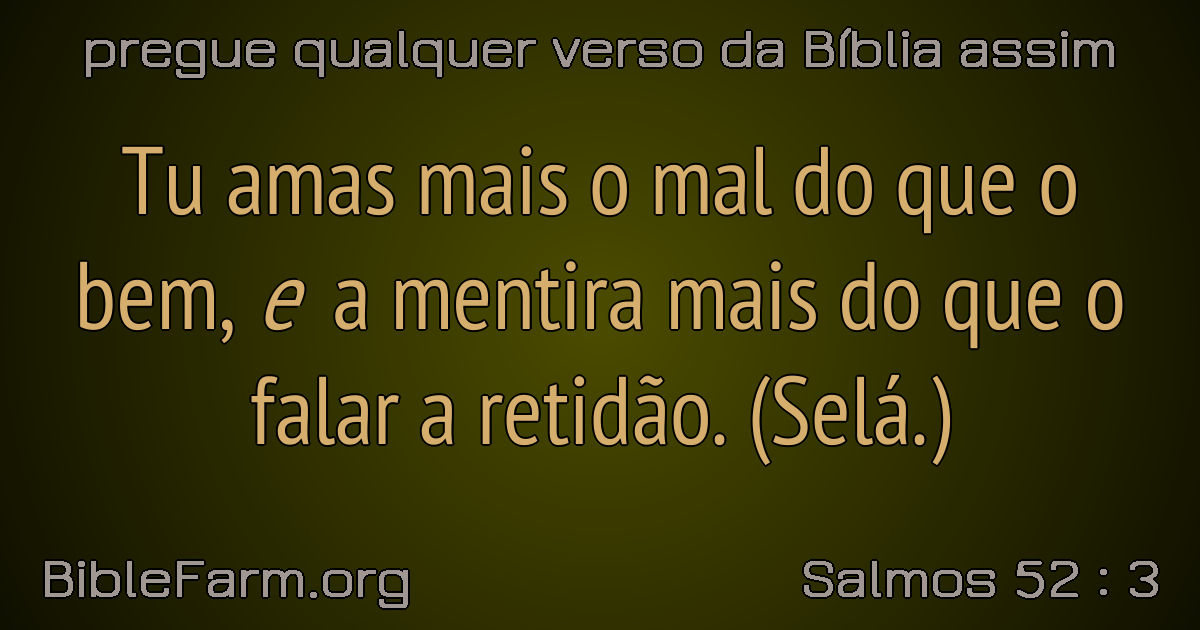 pregue qualquer verso da Bíblia assim
Tu amas mais o mal do que o
bem, e a mentira mais do que o
falar a retidão. (Selá.)
BibleFarm.org
Salmos 52 : 3